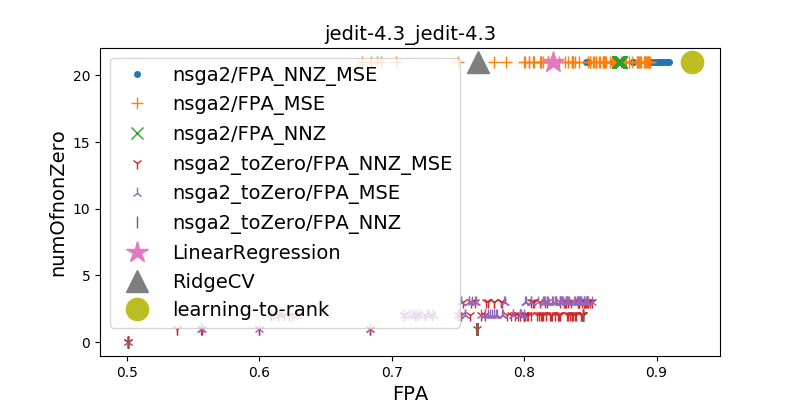 jedit-4.3_jedit-4.3
numOfnonZero
20
15
10
5
0
nsga2/FPA_NNZ_MSE
nsga2/FPA_MSE
nsga2/FPA_NNZ
nsga2_toZero/FPA_NNZ_MSE
nsga2_toZero/FPA_MSE
nsga2_toZero/FPA_NNZ
LinearRegression
RidgeCV
learning-to-rank
0.5 0.6 0.7 0.8 0.9
FPA